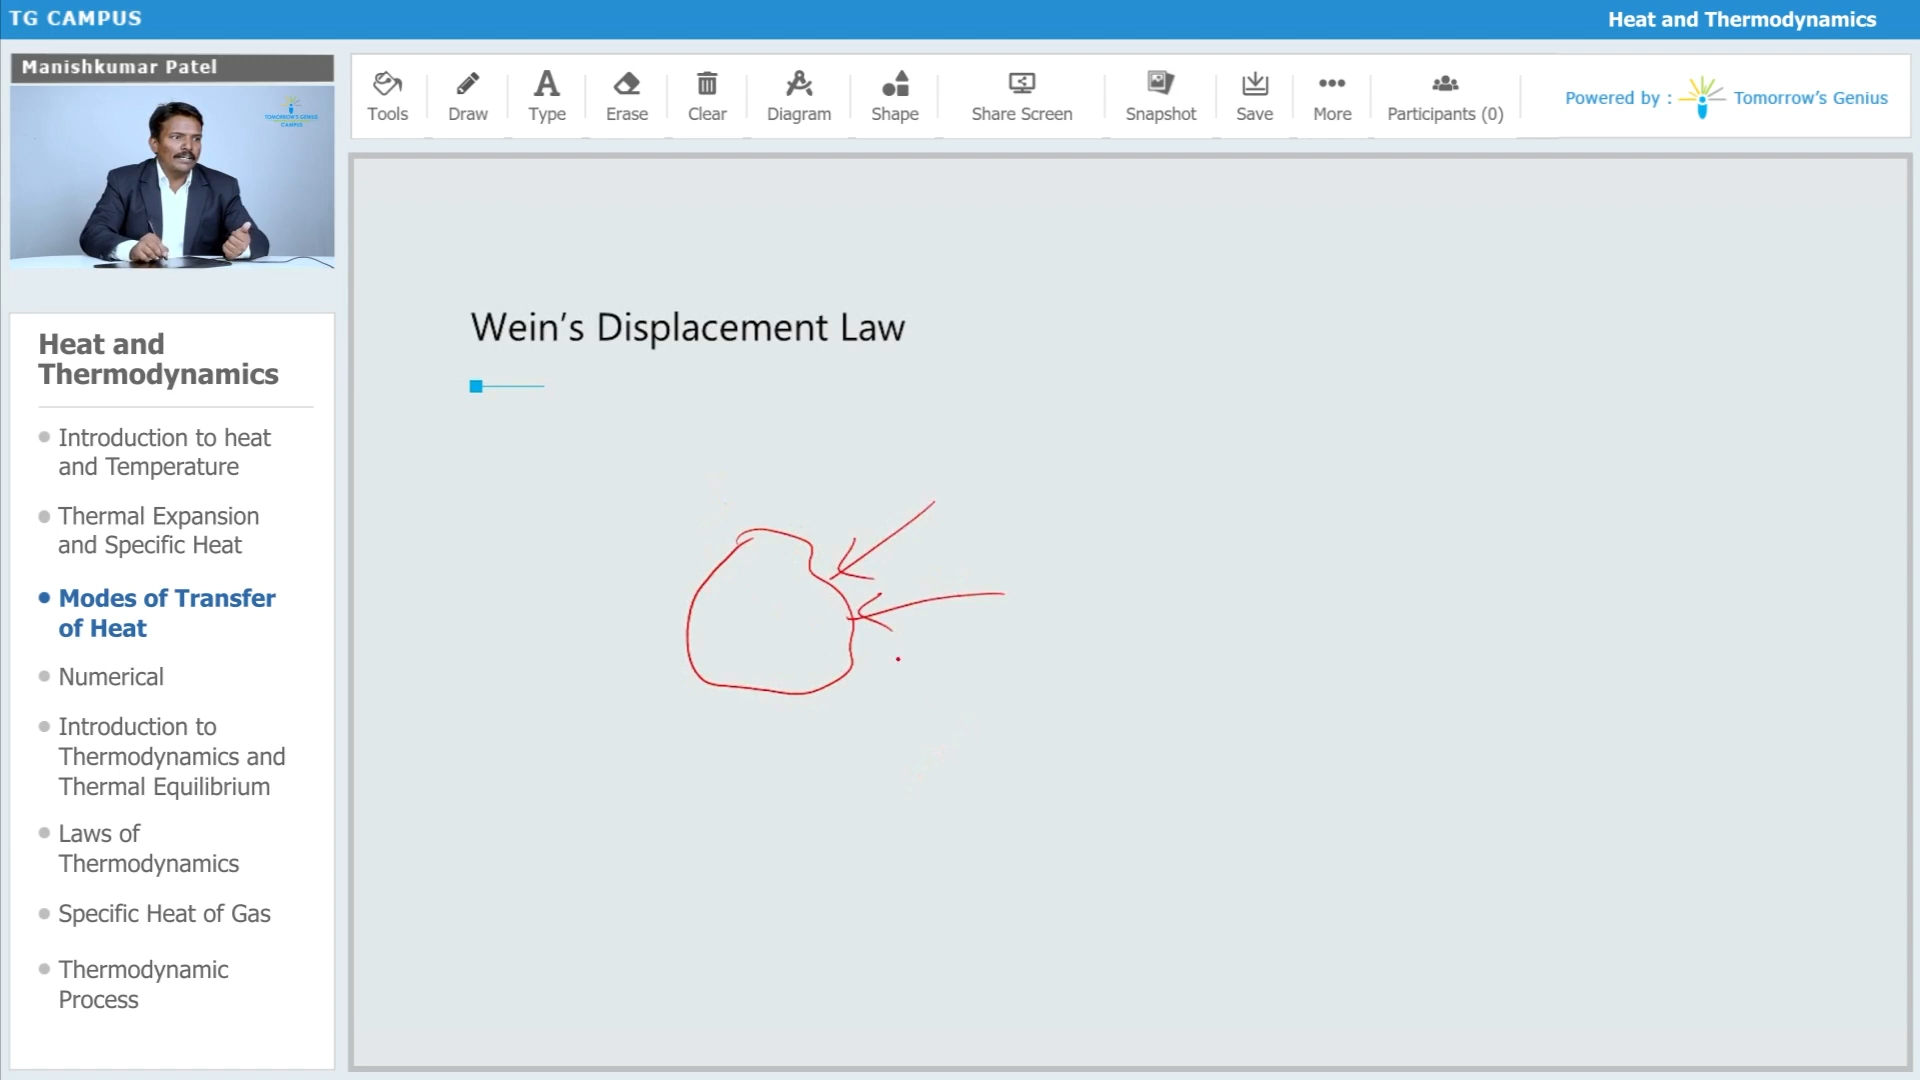 TG CAMPUS
Heat and Thermodynamics
Manishkumar Patel
TOMORROW'S GENIUS
CAMPUS
Tools
Draw
Type
Erase
Clear
Diagram
Shape
Share Screen
Snapshot
Save
More
Participants (0)
Powered by :
Tomorrow's Genius
Wein's Displacement Law
Heat and
Thermodynamics
Introduction to heat
and Temperature
Thermal Expansion
and Specific Heat
Modes of Transfer
of Heat
Numerical
Introduction to
Thermodynamics and
Thermal Equilibrium
Laws of
Thermodynamics
Specific Heat of Gas
Thermodynamic
Process